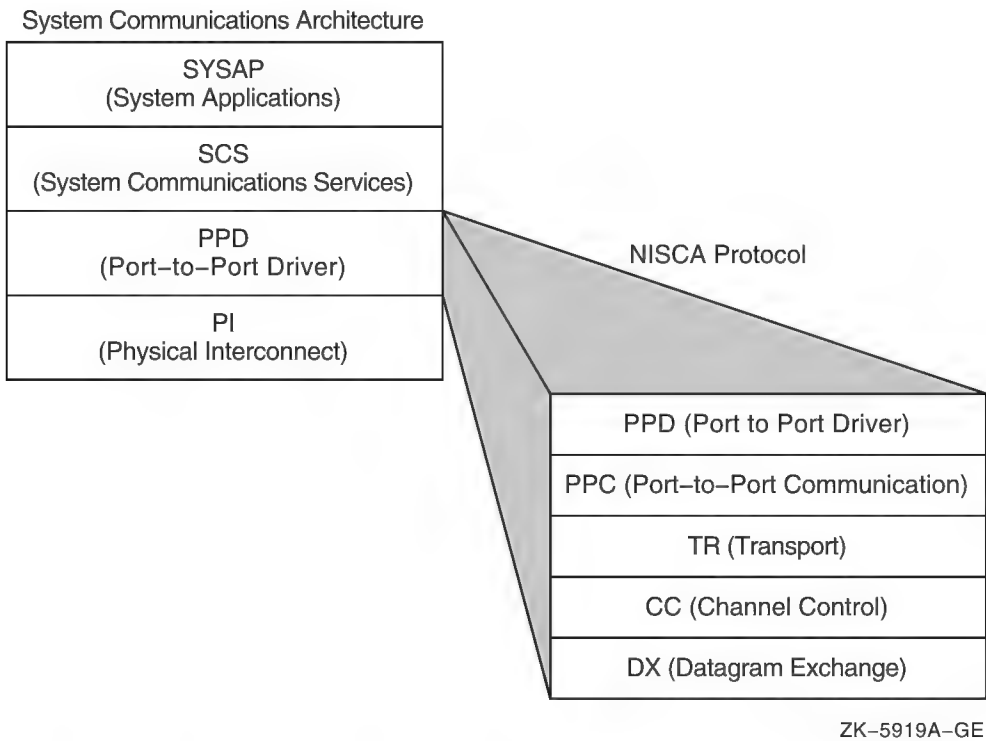 System Communications Architecture
SYSAP
(System Applications)
SCS
(System Communications Services)
PPD
(Port–to–Port Driver)
PI
(Physical Interconnect)
NISCA Protocol
PPD (Port to Port Driver)
PPC (Port–to–Port Communication)
TR (Transport)
CC (Channel Control)
DX (Datagram Exchange)
ZK–5919A–GE